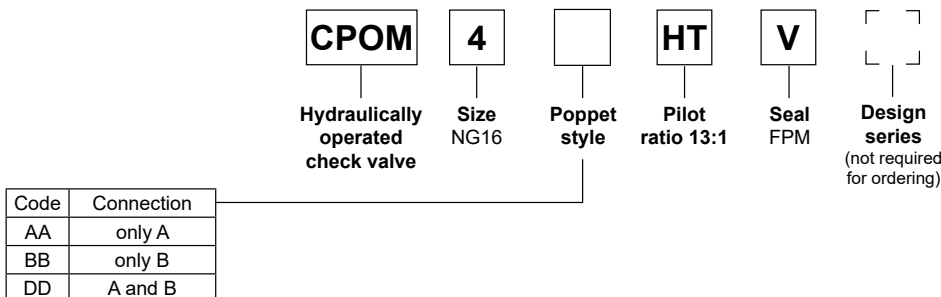 CPOM 4 HT V
Hydraulically operated check valve
Size NG16
Poppet style
Pilot ratio 13:1
Seal FPM
Design series (not required for ordering)
Code Connection
AA only A
BB only B
DD A and B